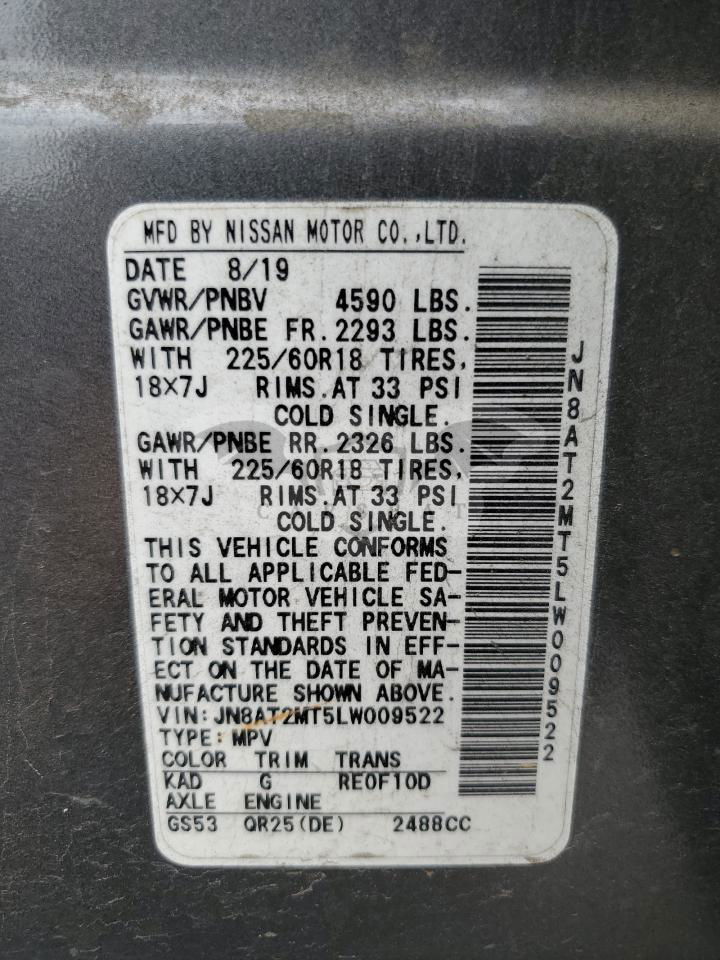 MFD BY NISSAN MOTOR CO.,LTD.
DATE 8/19
GVWR/PNBV 4590 LBS.
GAWR/PNBE FR.2293 LBS.
WITH 225/60R18 TIRES,
18X7J RIMS.AT 33 PSI
COLD SINGLE.
GAWR/PNBE RR.2326 LBS.
WITH 225/60R18 TIRES,
18X7J RIMS.AT 33 PSI
COLD SINGLE.
THIS VEHICLE CONFORMS
TO ALL APPLICABLE FED-
ERAL MOTOR VEHICLE SA-
FETY AND THEFT PREVEN-
TION STANDARDS IN EFF-
ECT ON THE DATE OF MA-
NUFACTURE SHOWN ABOVE.
VIN:JN8AT2MT5LW009522
TYPE:MPV
COLOR TRIM TRANS
KAD G RE0F10D
AXLE ENGINE
GS53 QR25(DE) 2488CC
JN8AT2MT5LW009522